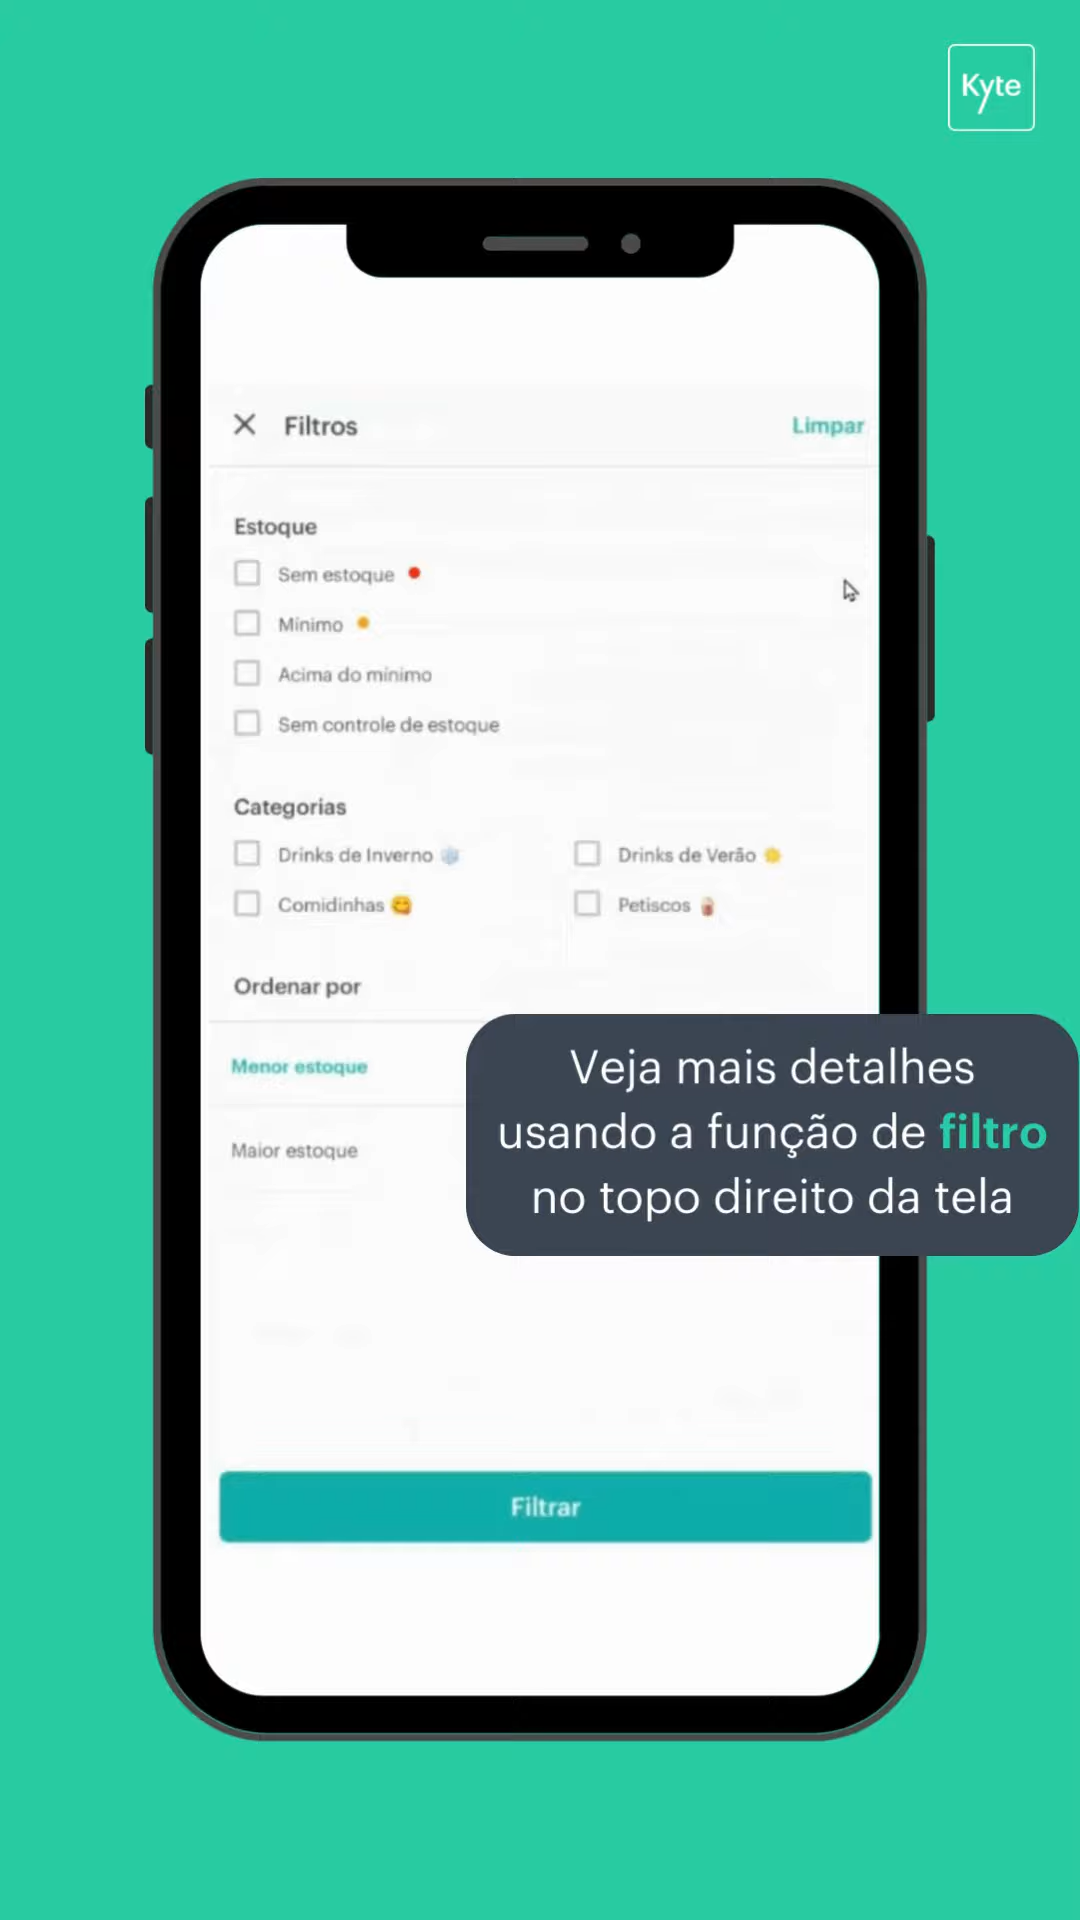 Kyte
Filtros
Limpar
Estoque
Sem estoque
Mínimo
Acima do mínimo
Sem controle de estoque
Categorias
Drinks de Inverno
Drinks de Verão
Comidinhas
Petiscos
Ordenar por
Menor estoque
Maior estoque
Veja mais detalhes
usando a função de filtro
no topo direito da tela
Filtrar